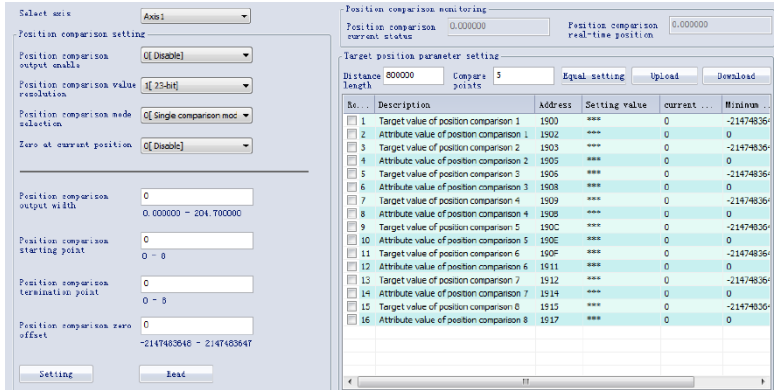 Select axis
Axis1
Position comparison setting
Position comparison
output enable
0[ Disable]
Position comparison value
resolution
1[ 23-bit]
Position comparison mode
selection
0[ Single comparison mod
Zero at current position
0[ Disable]
Position comparison
output width
0
0.000000 - 204.700000
Position comparison
starting point
0
0 - 8
Position comparison
termination point
0
0 - 8
Position comparison zero
offset
0
-2147483648 - 2147483647
Setting
Read
Position comparison monitoring
Position comparison
current status
0.000000
Position comparison
real-time position
0.000000
Target position parameter setting
Distance
length
800000
Compare
points
5
Equal setting
Upload
Download
No... Description Address Setting value current ... Minimum
1 Target value of position comparison 1 1900 *** 0 -214748364
2 Attribute value of position comparison 1 1902 *** 0 0
3 Target value of position comparison 2 1903 *** 0 -214748364
4 Attribute value of position comparison 2 1905 *** 0 0
5 Target value of position comparison 3 1906 *** 0 -214748364
6 Attribute value of position comparison 3 1908 *** 0 0
7 Target value of position comparison 4 1909 *** 0 -214748364
8 Attribute value of position comparison 4 190B *** 0 0
9 Target value of position comparison 5 190C *** 0 -214748364
10 Attribute value of position comparison 5 190E *** 0 0
11 Target value of position comparison 6 190F *** 0 -214748364
12 Attribute value of position comparison 6 1911 *** 0 0
13 Target value of position comparison 7 1912 *** 0 -214748364
14 Attribute value of position comparison 7 1914 *** 0 0
15 Target value of position comparison 8 1915 *** 0 -214748364
16 Attribute value of position comparison 8 1917 *** 0 0